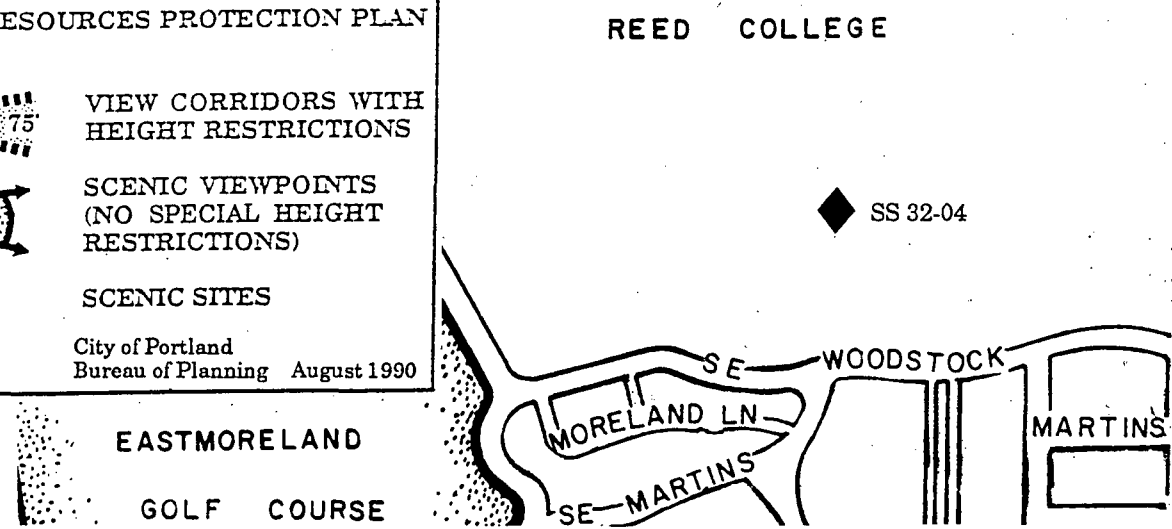 ESOURCES PROTECTION PLAN
75'
VIEW CORRIDORS WITH
HEIGHT RESTRICTIONS
SCENIC VIEWPOINTS
(NO SPECIAL HEIGHT
RESTRICTIONS)
SCENIC SITES
City of Portland
Bureau of Planning August 1990
REED COLLEGE
SS 32-04
SE WOODSTOCK
MORELAND LN
MARTINS
SE MARTINS
EASTMORELAND
GOLF COURSE